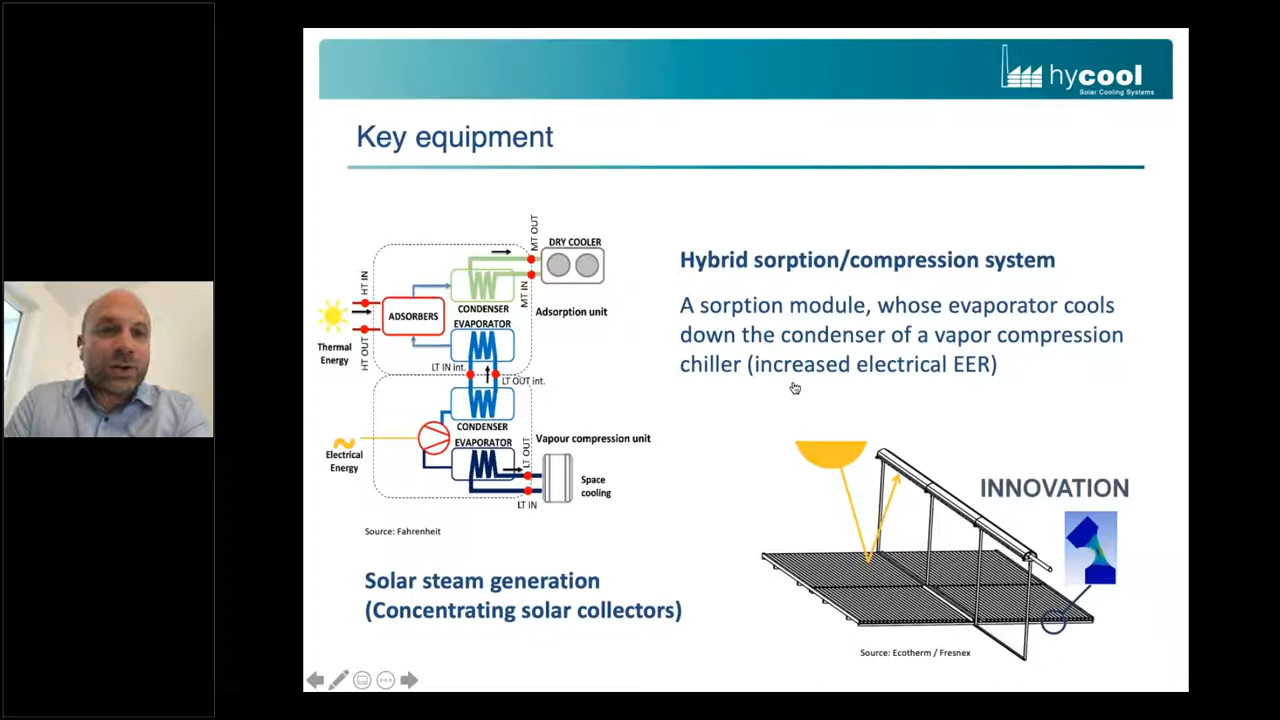 hycool
Solar Cooling Systems
Key equipment
MT OUT
DRY COOLER
HT IN
MT IN
CONDENSER
ADSORBERS
EVAPORATOR
Adsorption unit
Thermal
Energy
HT OUT
LT IN int.
LT OUT int.
CONDENSER
EVAPORATOR
Vapour compression unit
LT OUT
Electrical
Energy
Space
cooling
LT IN
Source: Fahrenheit
Hybrid sorption/compression system
A sorption module, whose evaporator cools
down the condenser of a vapor compression
chiller (increased electrical EER)
INNOVATION
Solar steam generation
(Concentrating solar collectors)
Source: Ecotherm / Fresnex